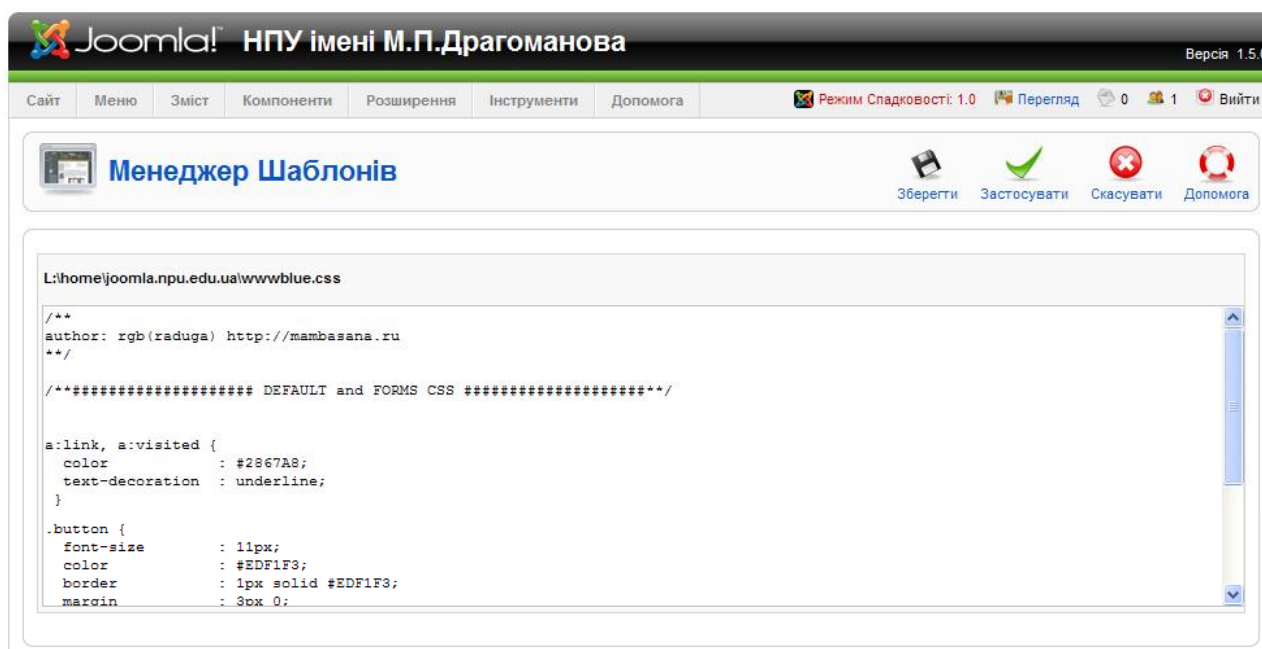 Joomla!™ НПУ імені М.П.Драгоманова
Версія 1.5.
Сайт Меню Зміст Компоненти Розширення Інструменти Допомога Режим Спадковості: 1.0 Перегляд 0 1 Вийти
Менеджер Шаблонів
Зберегти Застосувати Скасувати Допомога
L:\home\joomla.npu.edu.ua\wwwblue.css
/**
author: rgb(raduga) http://mambasana.ru
**/
/**#################### DEFAULT and FORMS CSS ####################**/
a:link, a:visited {
color : #2867A8;
text-decoration : underline;
}
.button {
font-size : 11px;
color : #EDF1F3;
border : 1px solid #EDF1F3;
margin : 3px 0;